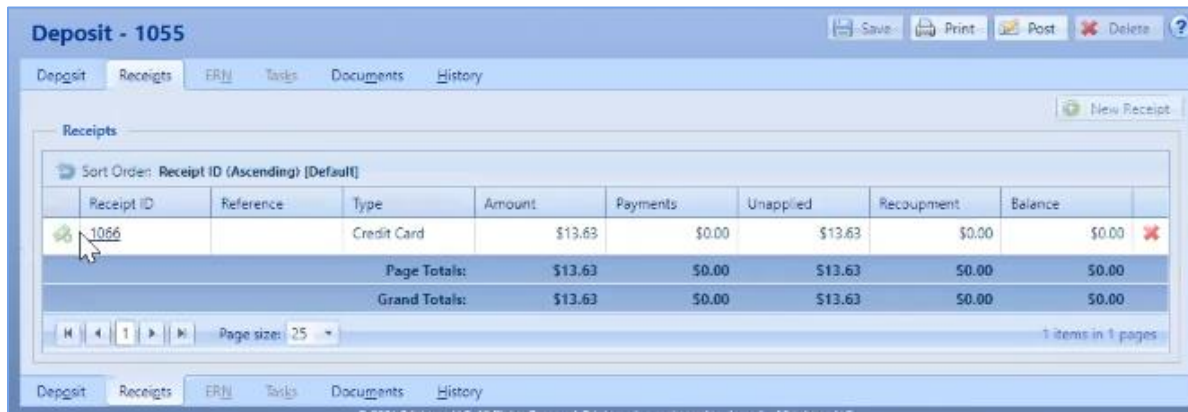 Deposit - 1055 Save Print Post Delete ?
Deposit Receipts ERN Tasks Documents History
New Receipt
Receipts
Sort Order: Receipt ID (Ascending) [Default]
Receipt ID Reference Type Amount Payments Unapplied Recoupment Balance
1066 Credit Card $13.63 $0.00 $13.63 $0.00 $0.00
Page Totals: $13.63 $0.00 $13.63 $0.00 $0.00
Grand Totals: $13.63 $0.00 $13.63 $0.00 $0.00
1 Page size: 25 1 items in 1 pages
Deposit Receipts ERN Tasks Documents History